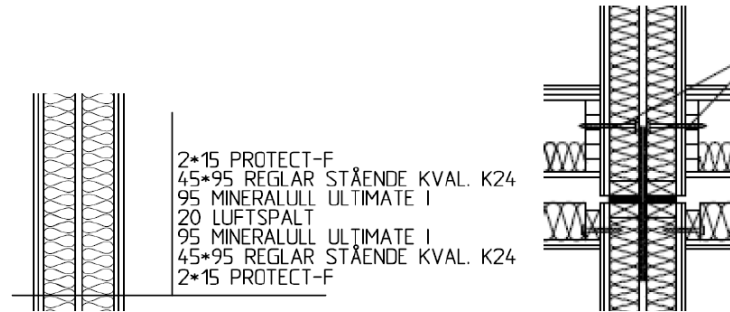 2*15 PROTECT-F
45*95 REGLAR STÅENDE KVAL. K24
95 MINERALULL ULTIMATE I
20 LUFTSPALT
95 MINERALULL ULTIMATE I
45*95 REGLAR STÅENDE KVAL. K24
2*15 PROTECT-F